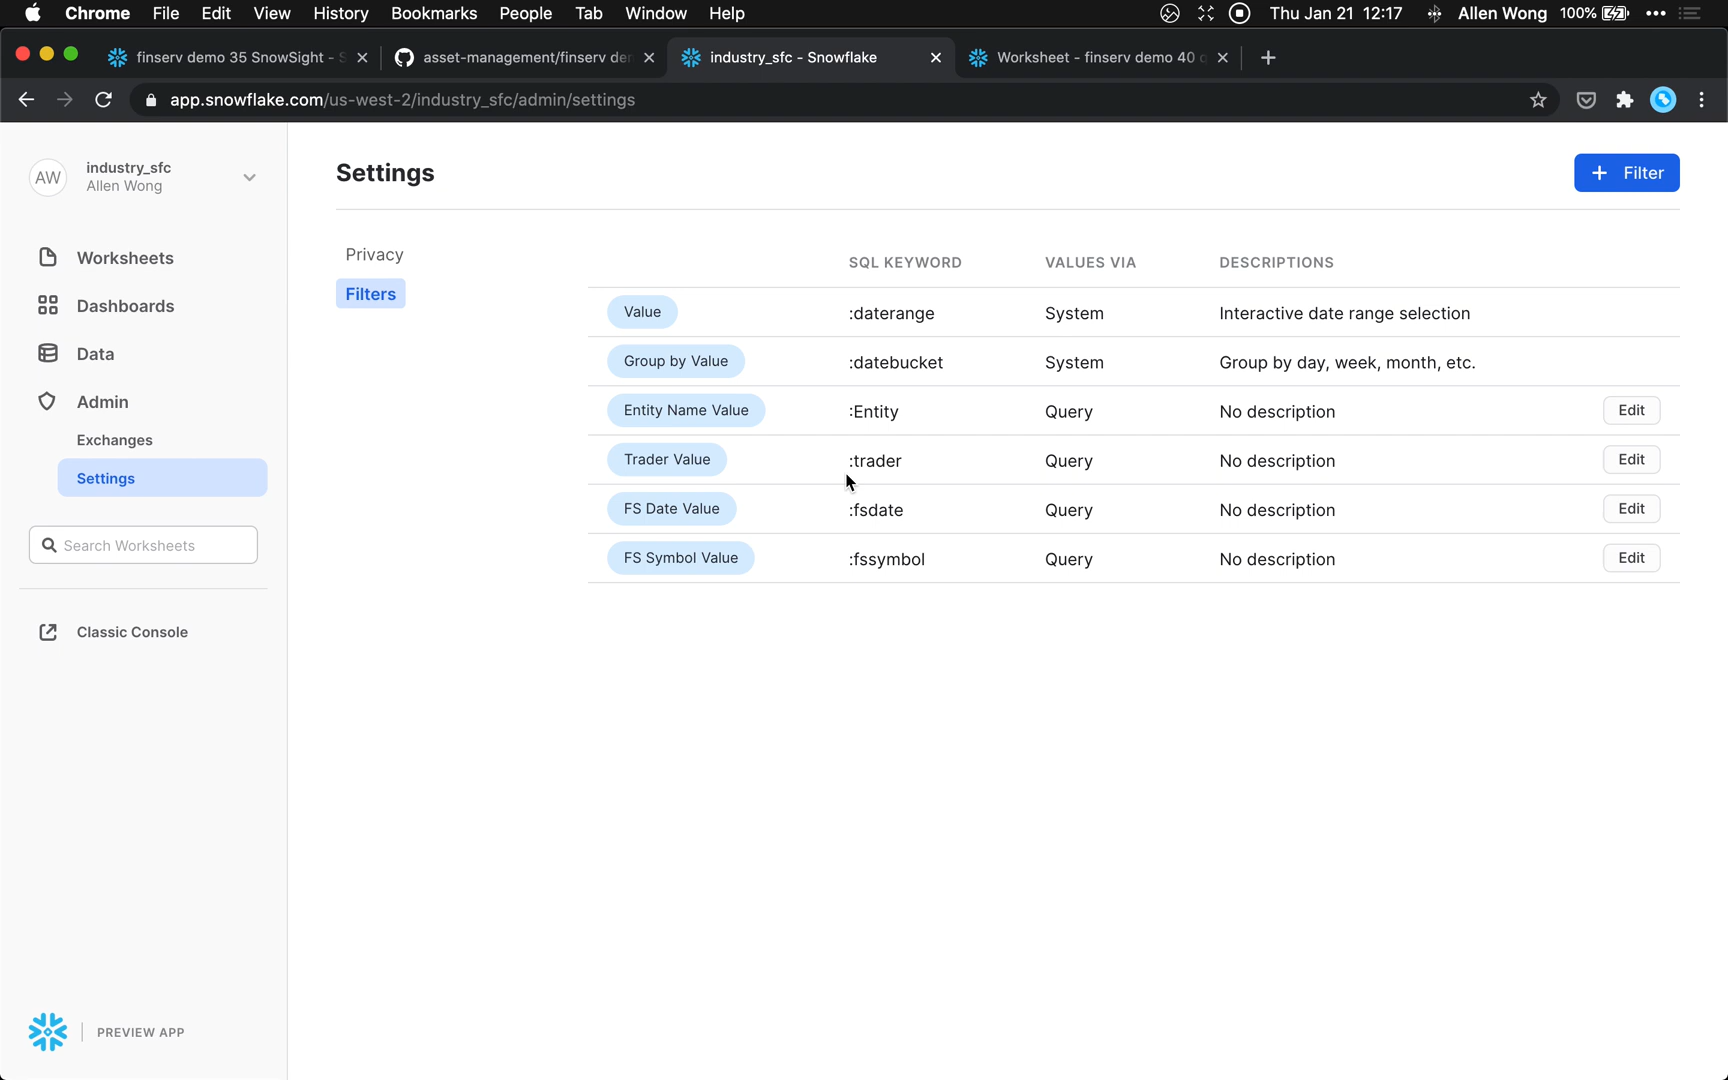 Chrome File Edit View History Bookmarks People Tab Window Help Thu Jan 21 12:17 Allen Wong 100%
finserv demo 35 SnowSight - asset-management/finserv industry_sfc - Snowflake Worksheet - finserv demo 40
app.snowflake.com/us-west-2/industry_sfc/admin/settings
AW
industry_sfc
Allen Wong
Worksheets
Dashboards
Data
Admin
Exchanges
Settings
Search Worksheets
Classic Console
PREVIEW APP
Settings
+ Filter
Privacy
Filters
SQL KEYWORD VALUES VIA DESCRIPTIONS
Value :daterange System Interactive date range selection
Group by Value :datebucket System Group by day, week, month, etc.
Entity Name Value :Entity Query No description Edit
Trader Value :trader Query No description Edit
FS Date Value :fsdate Query No description Edit
FS Symbol Value :fssymbol Query No description Edit